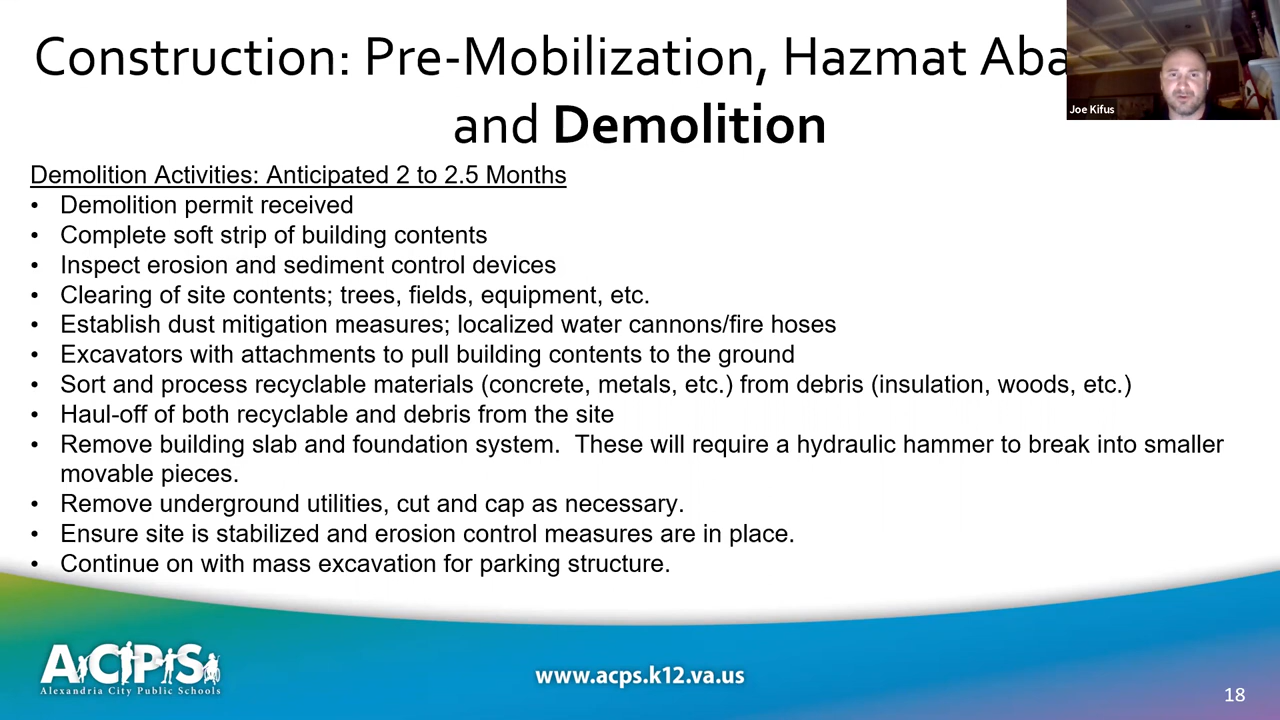 Construction: Pre-Mobilization, Hazmat Aba
and Demolition
Joe Kifus
Demolition Activities: Anticipated 2 to 2.5 Months
• Demolition permit received
• Complete soft strip of building contents
• Inspect erosion and sediment control devices
• Clearing of site contents; trees, fields, equipment, etc.
• Establish dust mitigation measures; localized water cannons/fire hoses
• Excavators with attachments to pull building contents to the ground
• Sort and process recyclable materials (concrete, metals, etc.) from debris (insulation, woods, etc.)
• Haul-off of both recyclable and debris from the site
• Remove building slab and foundation system. These will require a hydraulic hammer to break into smaller
movable pieces.
• Remove underground utilities, cut and cap as necessary.
• Ensure site is stabilized and erosion control measures are in place.
• Continue on with mass excavation for parking structure.
ACPS
Alexandria City Public Schools
www.acps.k12.va.us
18